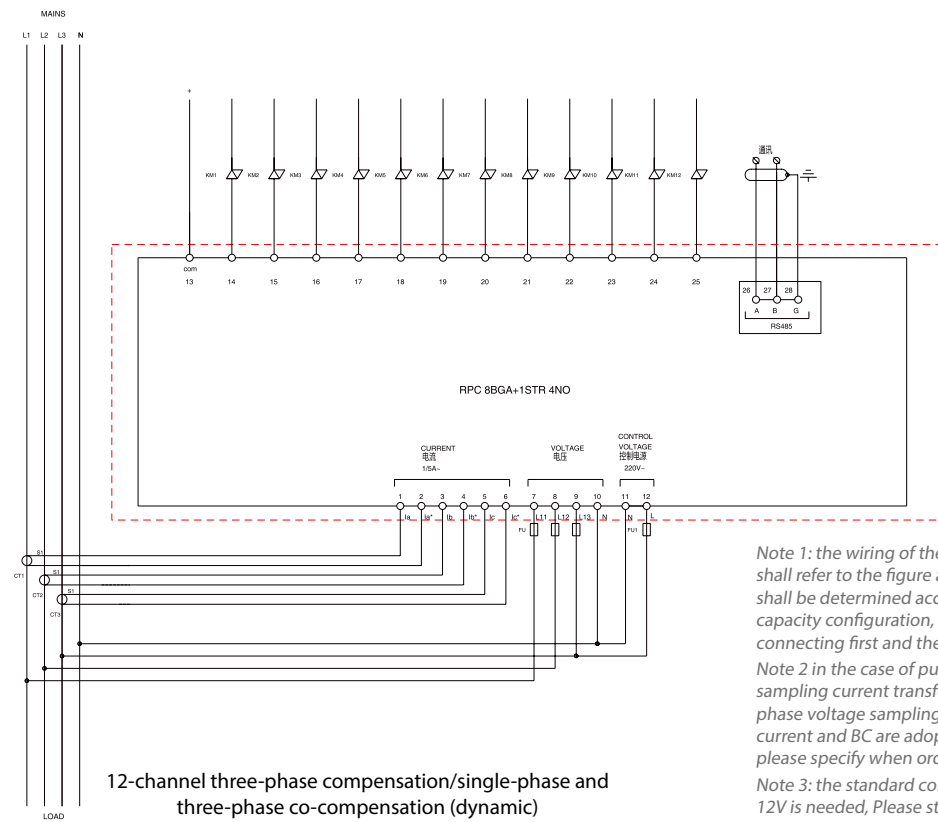 MAINS
L1 L2 L3 N
+
通讯
KM1 KM2 KM3 KM4 KM5 KM6 KM7 KM8 KM9 KM10 KM11 KM12
com
13 14 15 16 17 18 19 20 21 22 23 24 25
26 27 28
A B G
RS485
RPC 8BGA+1STR 4NO
CURRENT
电流
1/5A~
VOLTAGE
电压
CONTROL
VOLTAGE
控制电源
220V~
1 2 3 4 5 6 7 8 9 10 11 12
Ia Ia* Ib Ib* Ic Ic* L11 L12 L13 N N L
FU FU1
S1
CT1
S1
CT2
S1
CT3
Note 1: the wiring of the
shall refer to the figure a
shall be determined acc
capacity configuration,
connecting first and the
Note 2 in the case of pu
sampling current transf
phase voltage sampling
current and BC are adop
please specify when ord
Note 3: the standard co
12V is needed, Please st
12-channel three-phase compensation/single-phase and
three-phase co-compensation (dynamic)
LOAD